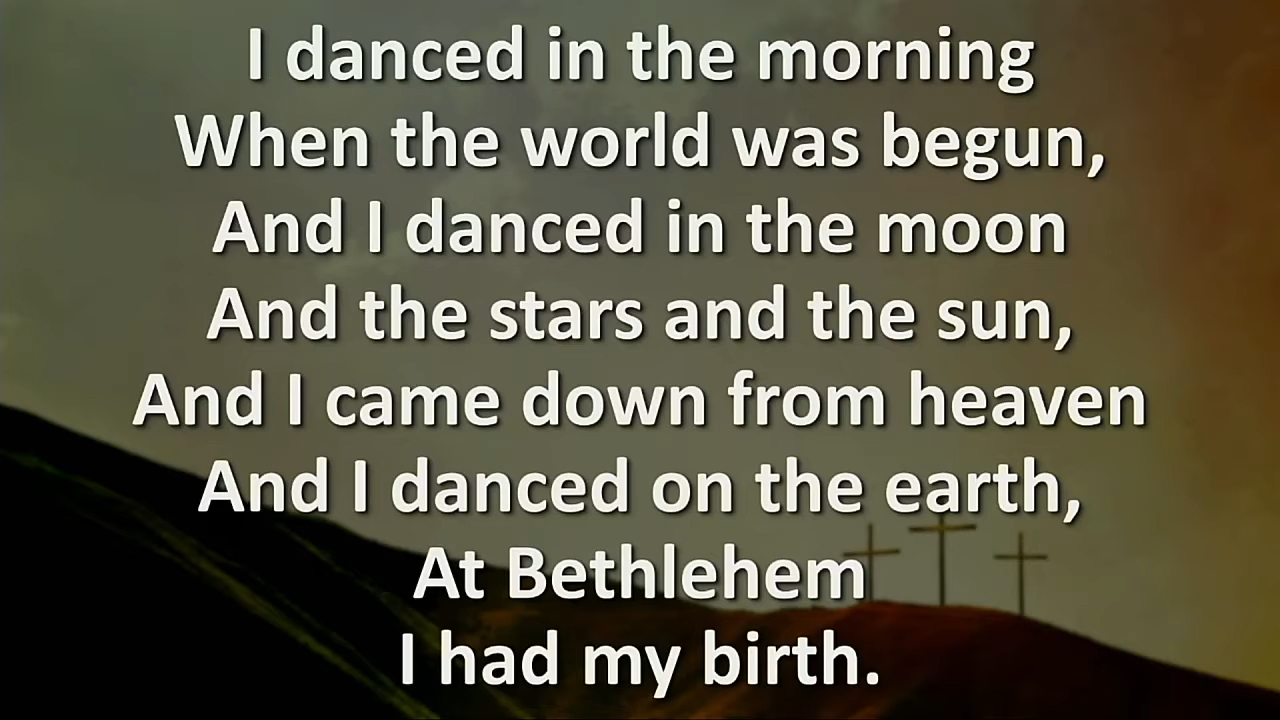 I danced in the morning
When the world was begun,
And I danced in the moon
And the stars and the sun,
And I came down from heaven
And I danced on the earth,
At Bethlehem
I had my birth.